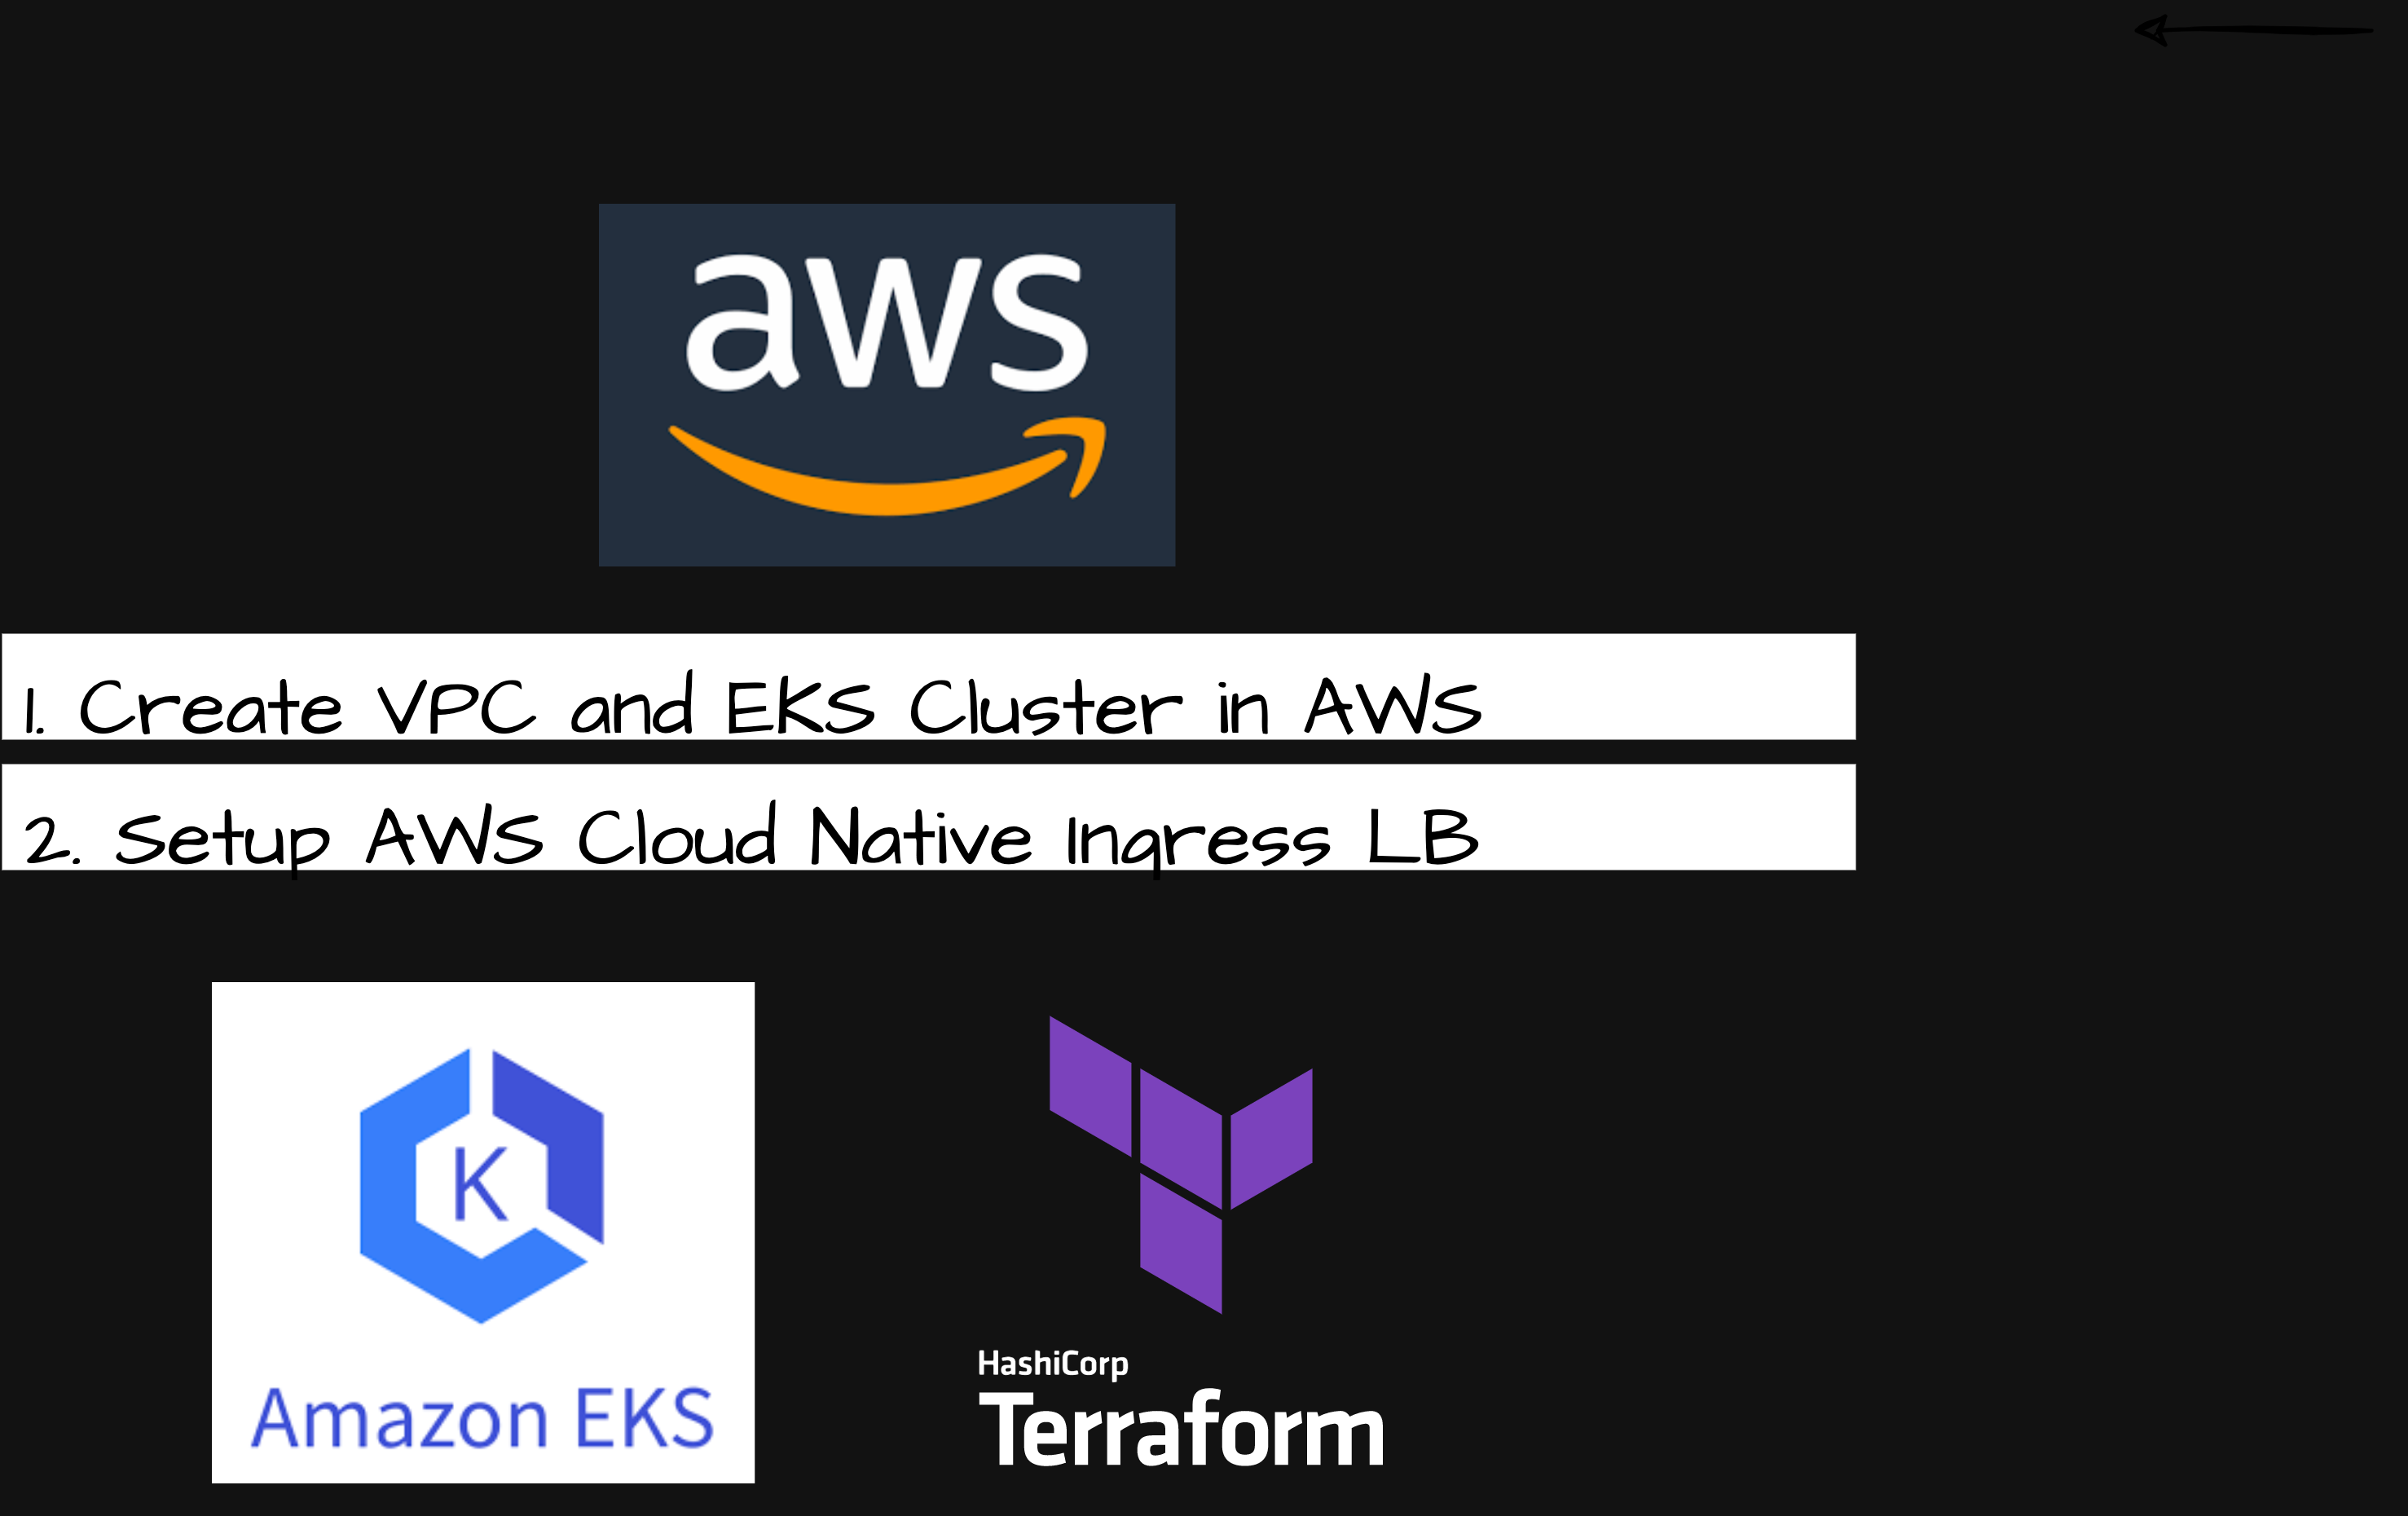 aws
1. Create VPC and EKS Cluster in AWS
2. Setup AWS Cloud Native Ingress LB
K
Amazon EKS
HashiCorp
Terraform